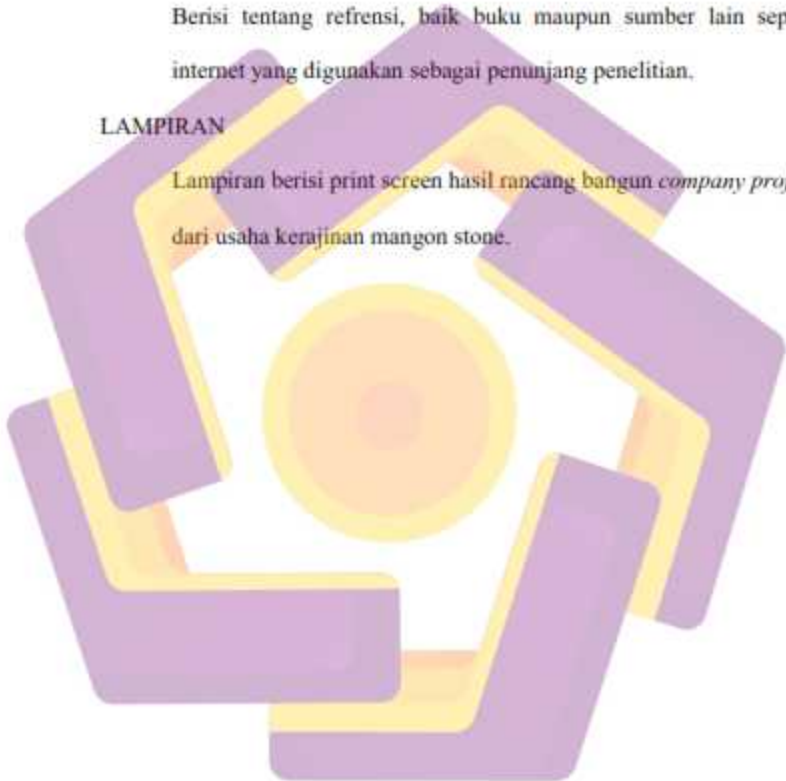 Berisi tentang refrensi, baik buku maupun sumber lain sep
internet yang digunakan sebagai penunjang penelitian.
LAMPIRAN
Lampiran berisi print screen hasil rancang bangun company prof
dari usaha kerajinan mangon stone.